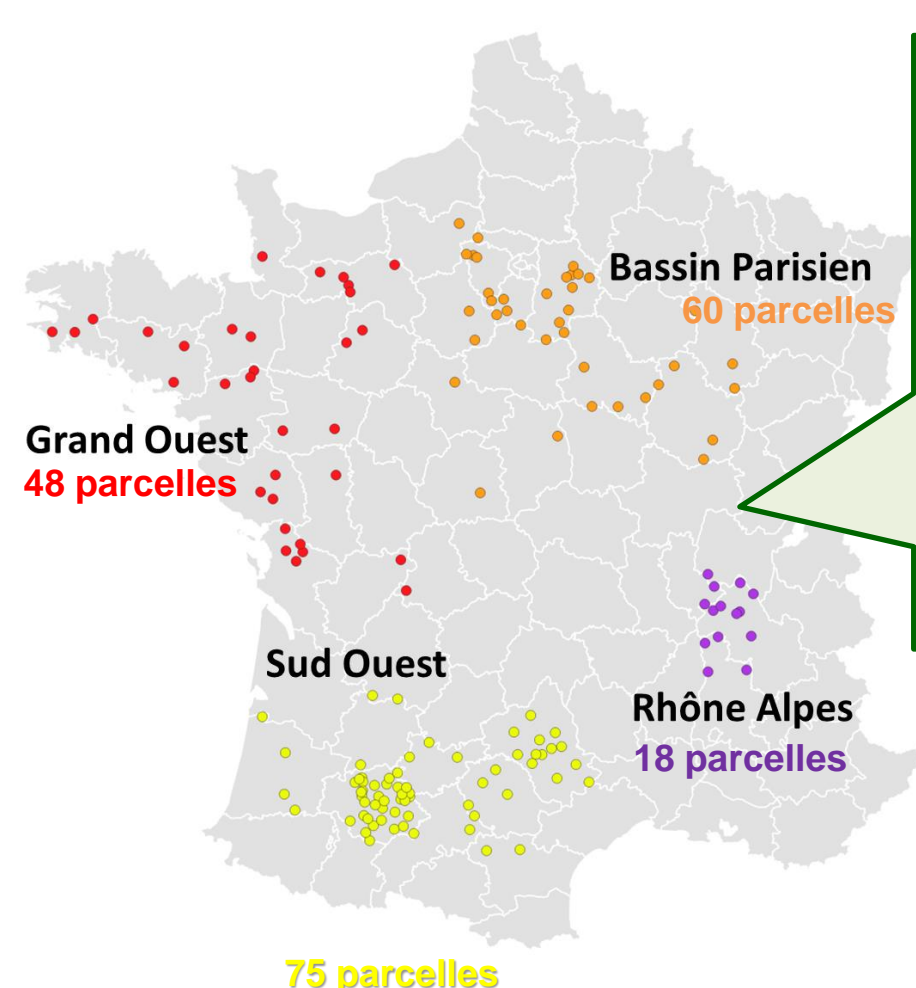 Bassin Parisien
60 parcelles
Grand Ouest
48 parcelles
Sud Ouest
Rhône Alpes
18 parcelles
75 parcelles